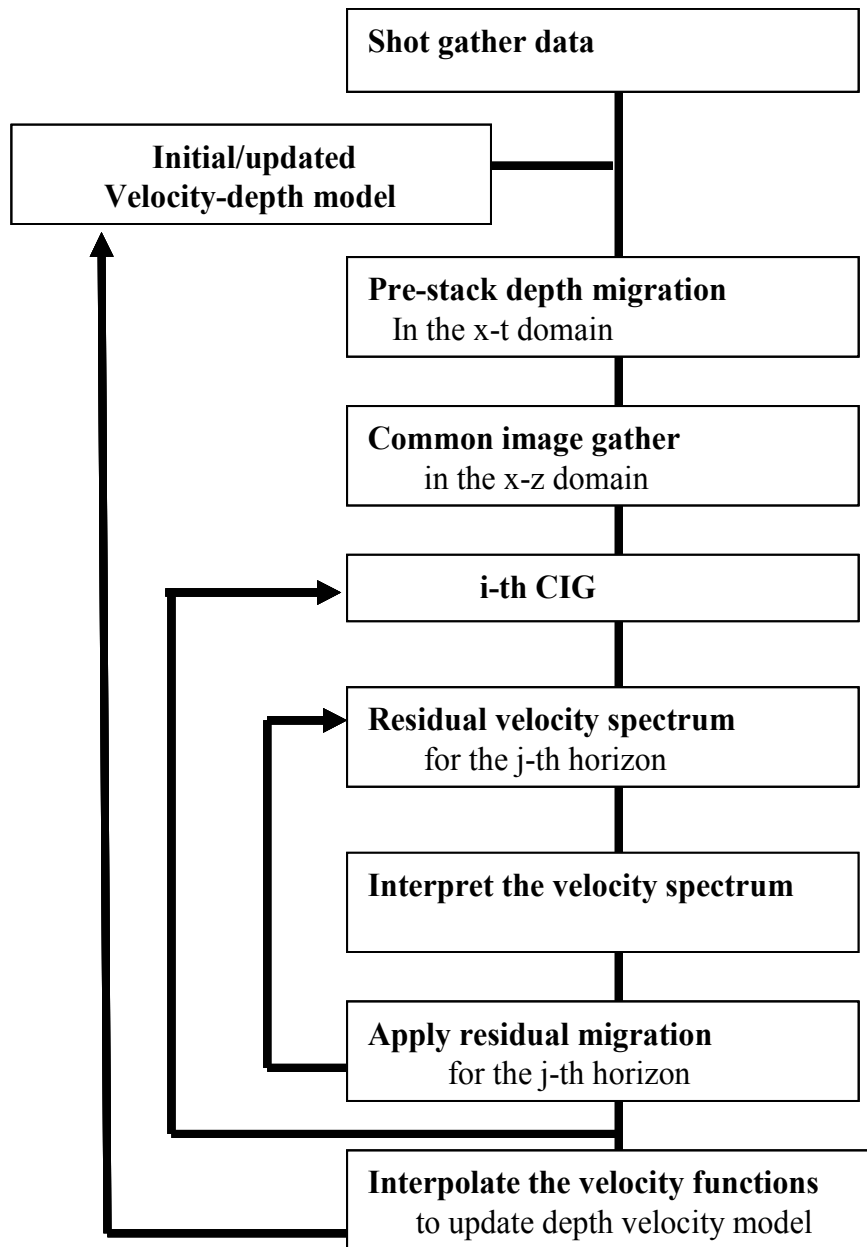 Shot gather data
Initial/updated
Velocity-depth model
Pre-stack depth migration
In the x-t domain
Common image gather
in the x-z domain
i-th CIG
Residual velocity spectrum
for the j-th horizon
Interpret the velocity spectrum
Apply residual migration
for the j-th horizon
Interpolate the velocity functions
to update depth velocity model